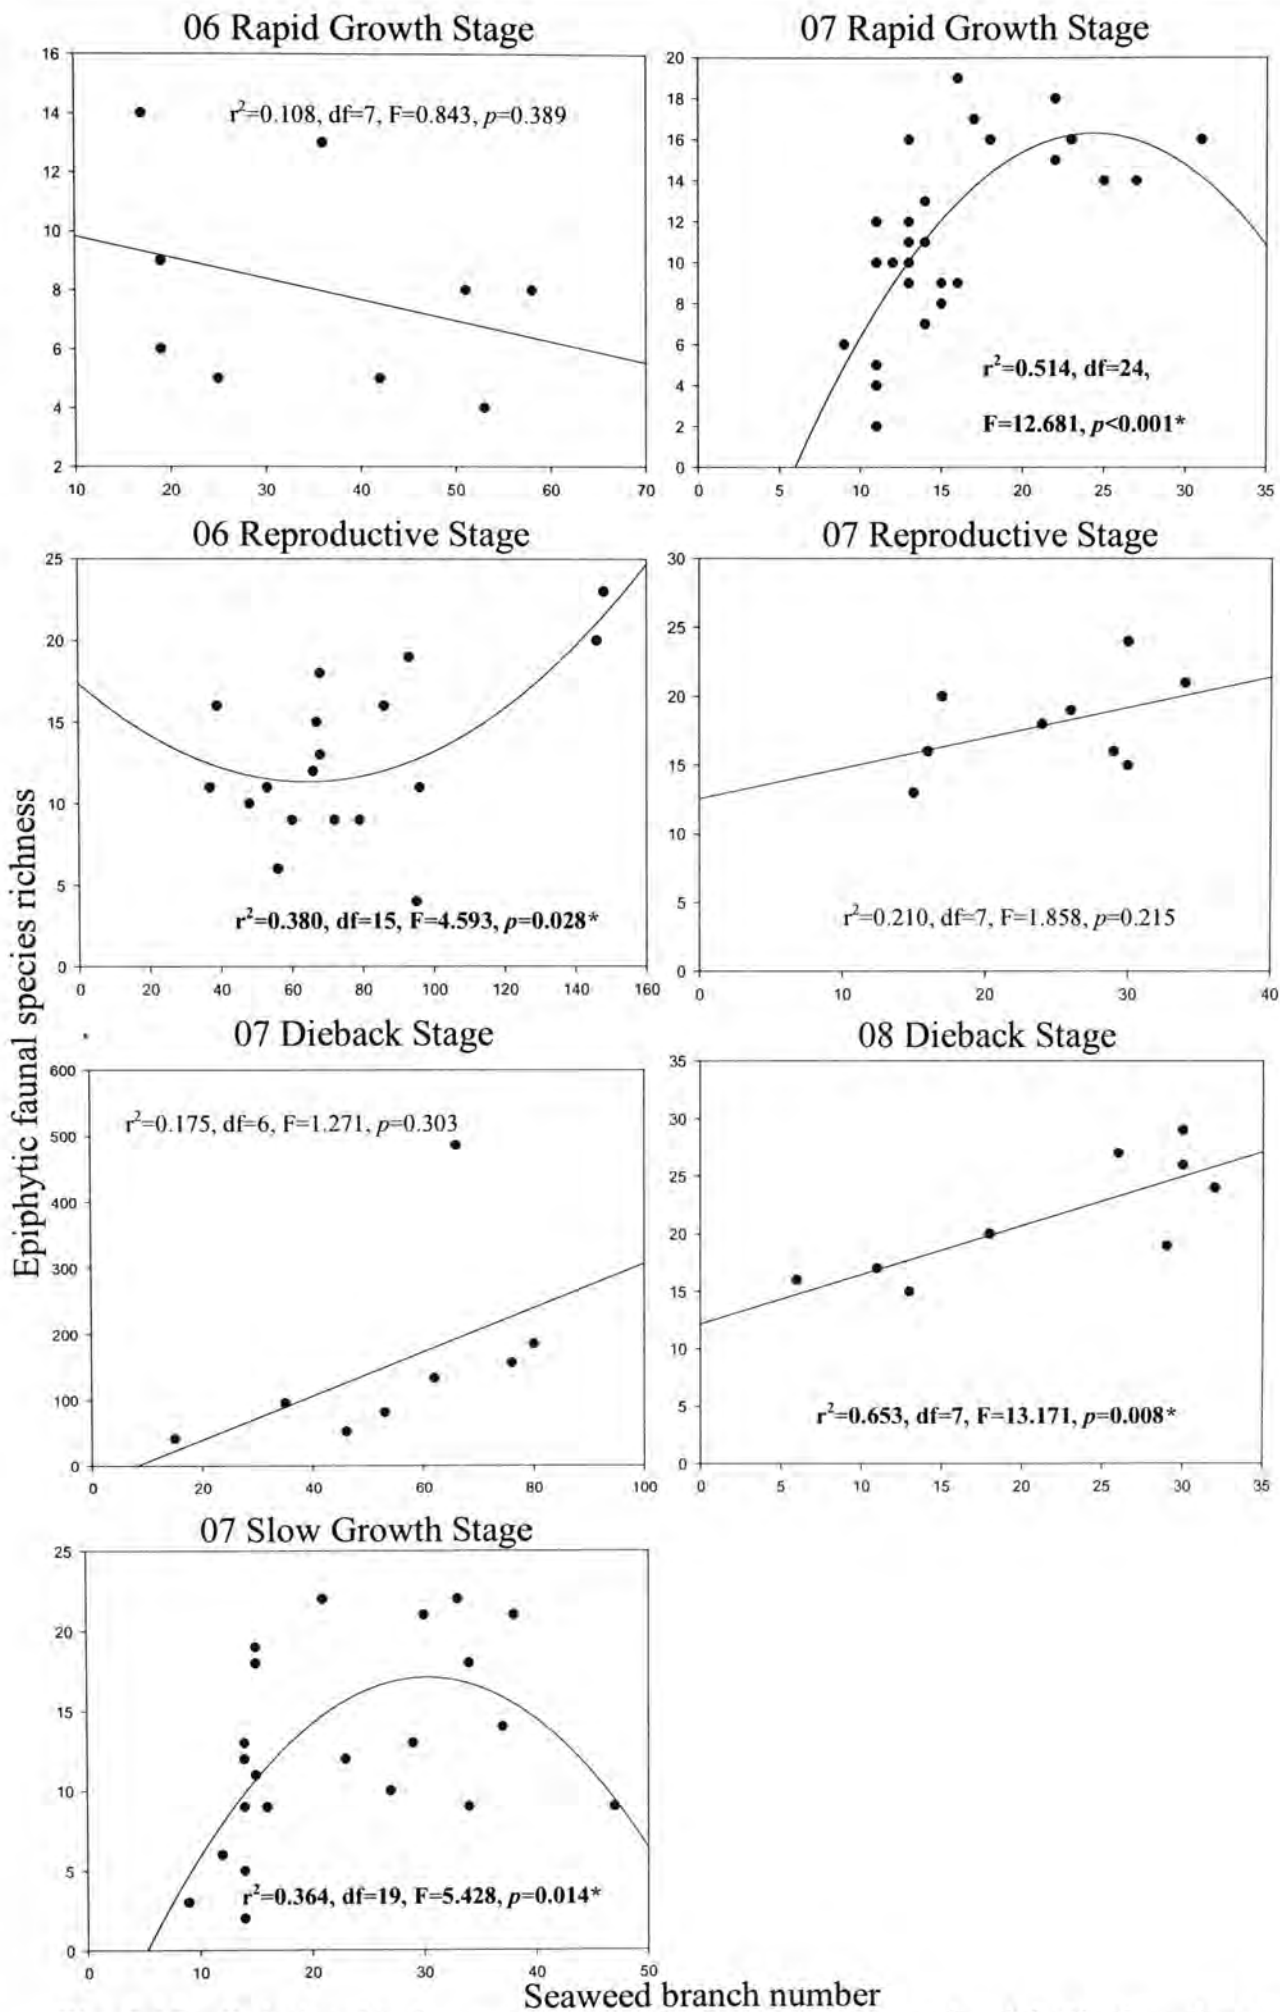 06 Rapid Growth Stage
16
14
12
10
8
6
4
2
r²=0.108, df=7, F=0.843, p=0.389
10 20 30 40 50 60 70
07 Rapid Growth Stage
20
18
16
14
12
10
8
6
4
2
0
r²=0.514, df=24,
F=12.681, p<0.001*
0 5 10 15 20 25 30 35
06 Reproductive Stage
25
20
15
10
5
0
r²=0.380, df=15, F=4.593, p=0.028*
0 20 40 60 80 100 120 140 160
07 Reproductive Stage
30
25
20
15
10
5
0
r²=0.210, df=7, F=1.858, p=0.215
0 10 20 30 40
07 Dieback Stage
600
500
400
300
200
100
0
r²=0.175, df=6, F=1.271, p=0.303
0 20 40 60 80 100
08 Dieback Stage
35
30
25
20
15
10
5
0
r²=0.653, df=7, F=13.171, p=0.008*
0 5 10 15 20 25 30 35
07 Slow Growth Stage
25
20
15
10
5
0
r²=0.364, df=19, F=5.428, p=0.014*
0 10 20 30 40 50
Epiphytic faunal species richness
Seaweed branch number